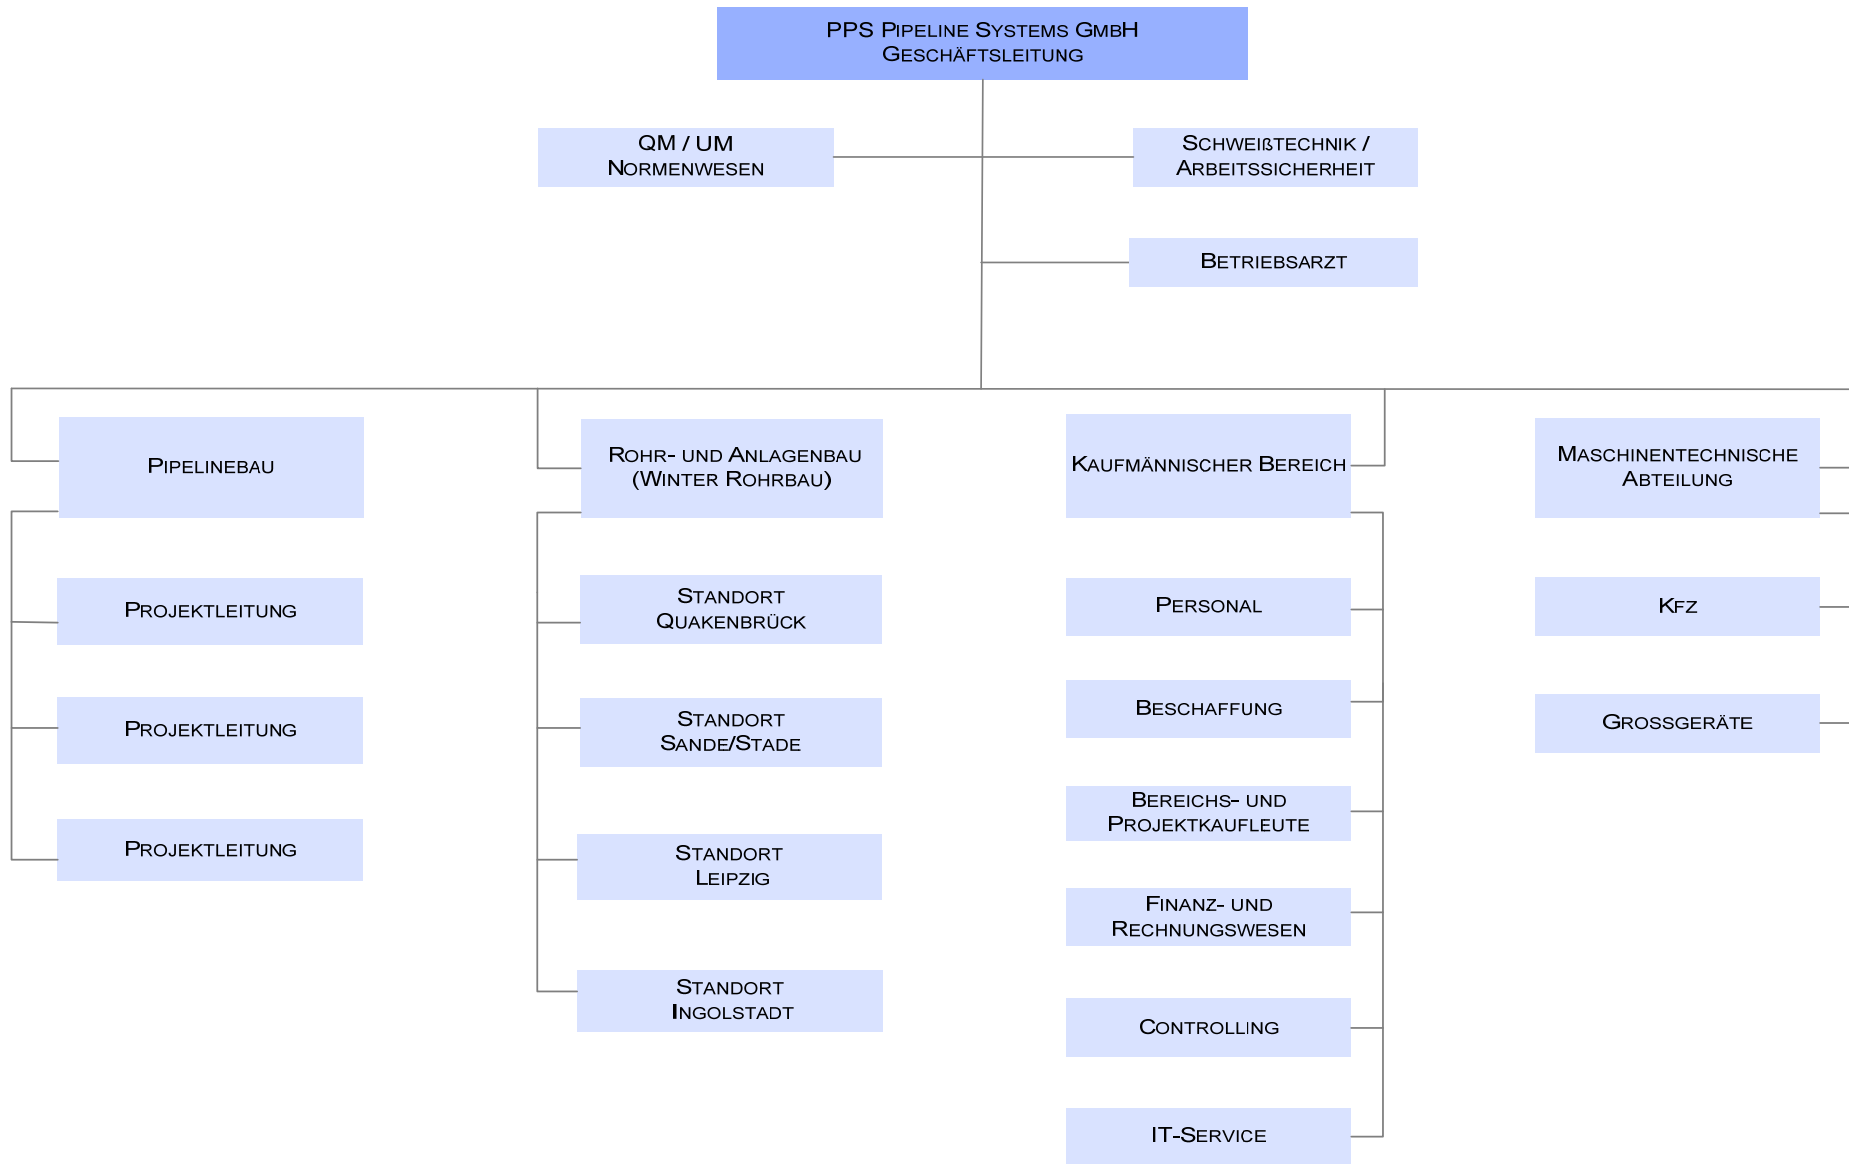 PPS Pipeline Systems GmbH
Geschäftsleitung
QM / UM
Normenwesen
Schweißtechnik /
Arbeitssicherheit
Betriebsarzt
Pipelinebau
Projektleitung
Projektleitung
Projektleitung
Rohr- und Anlagenbau
(Winter Rohrbau)
Standort
Quakenbrück
Standort
Sande/Stade
Standort
Leipzig
Standort
Ingolstadt
Kaufmännischer Bereich
Personal
Beschaffung
Bereichs- und
Projektkaufleute
Finanz- und
Rechnungswesen
Controlling
IT-Service
Maschinentechnische
Abteilung
Kfz
Grossgeräte